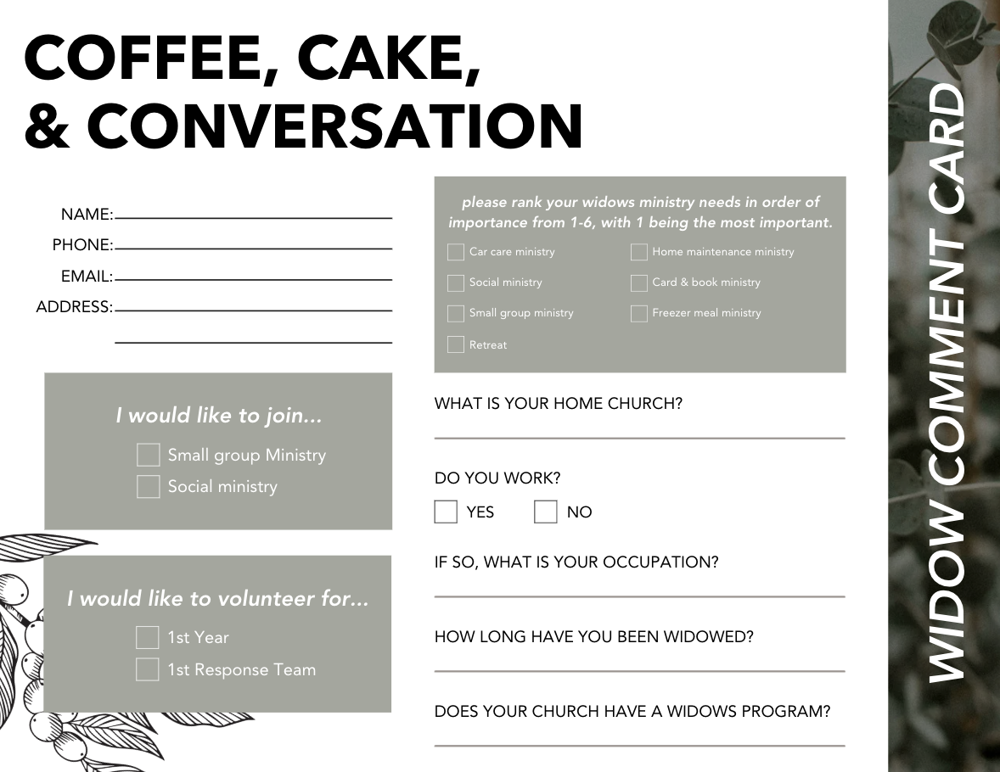 COFFEE, CAKE,
& CONVERSATION
NAME:
PHONE:
EMAIL:
ADDRESS:
I would like to join...
Small group Ministry
Social ministry
I would like to volunteer for...
1st Year
1st Response Team
please rank your widows ministry needs in order of
importance from 1-6, with 1 being the most important.
Car care ministry
Home maintenance ministry
Social ministry
Card & book ministry
Small group ministry
Freezer meal ministry
Retreat
WHAT IS YOUR HOME CHURCH?
DO YOU WORK?
YES NO
IF SO, WHAT IS YOUR OCCUPATION?
HOW LONG HAVE YOU BEEN WIDOWED?
DOES YOUR CHURCH HAVE A WIDOWS PROGRAM?
WIDOW COMMENT CARD